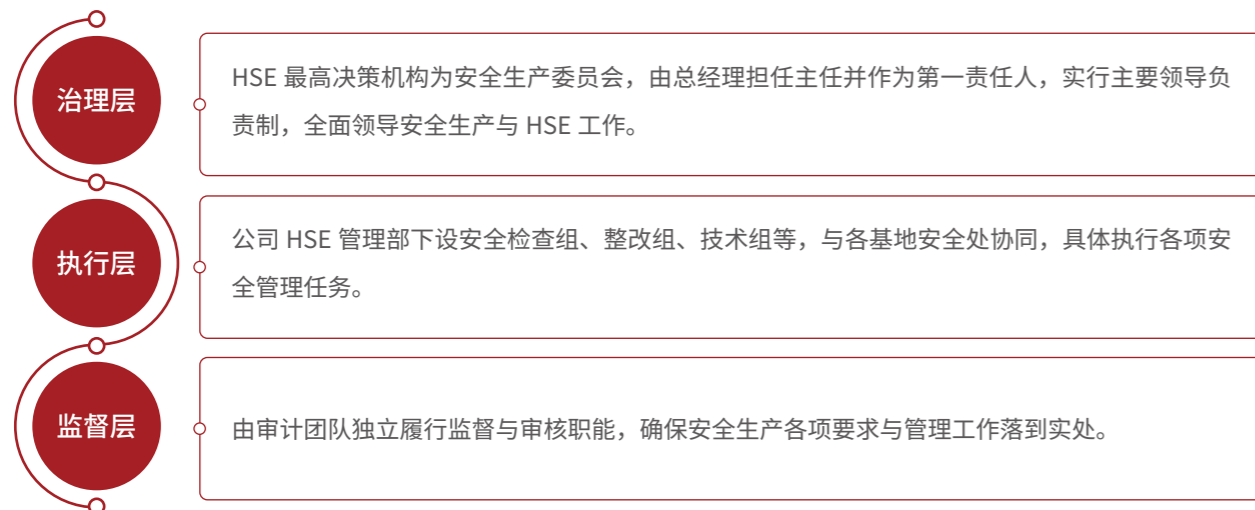 治理层
HSE 最高决策机构为安全生产委员会，由总经理担任主任并作为第一责任人，实行主要领导负
责制，全面领导安全生产与 HSE 工作。
执行层
公司 HSE 管理部下设安全检查组、整改组、技术组等，与各基地安全处协同，具体执行各项安
全管理任务。
监督层
由审计团队独立履行监督与审核职能，确保安全生产各项要求与管理工作落到实处。